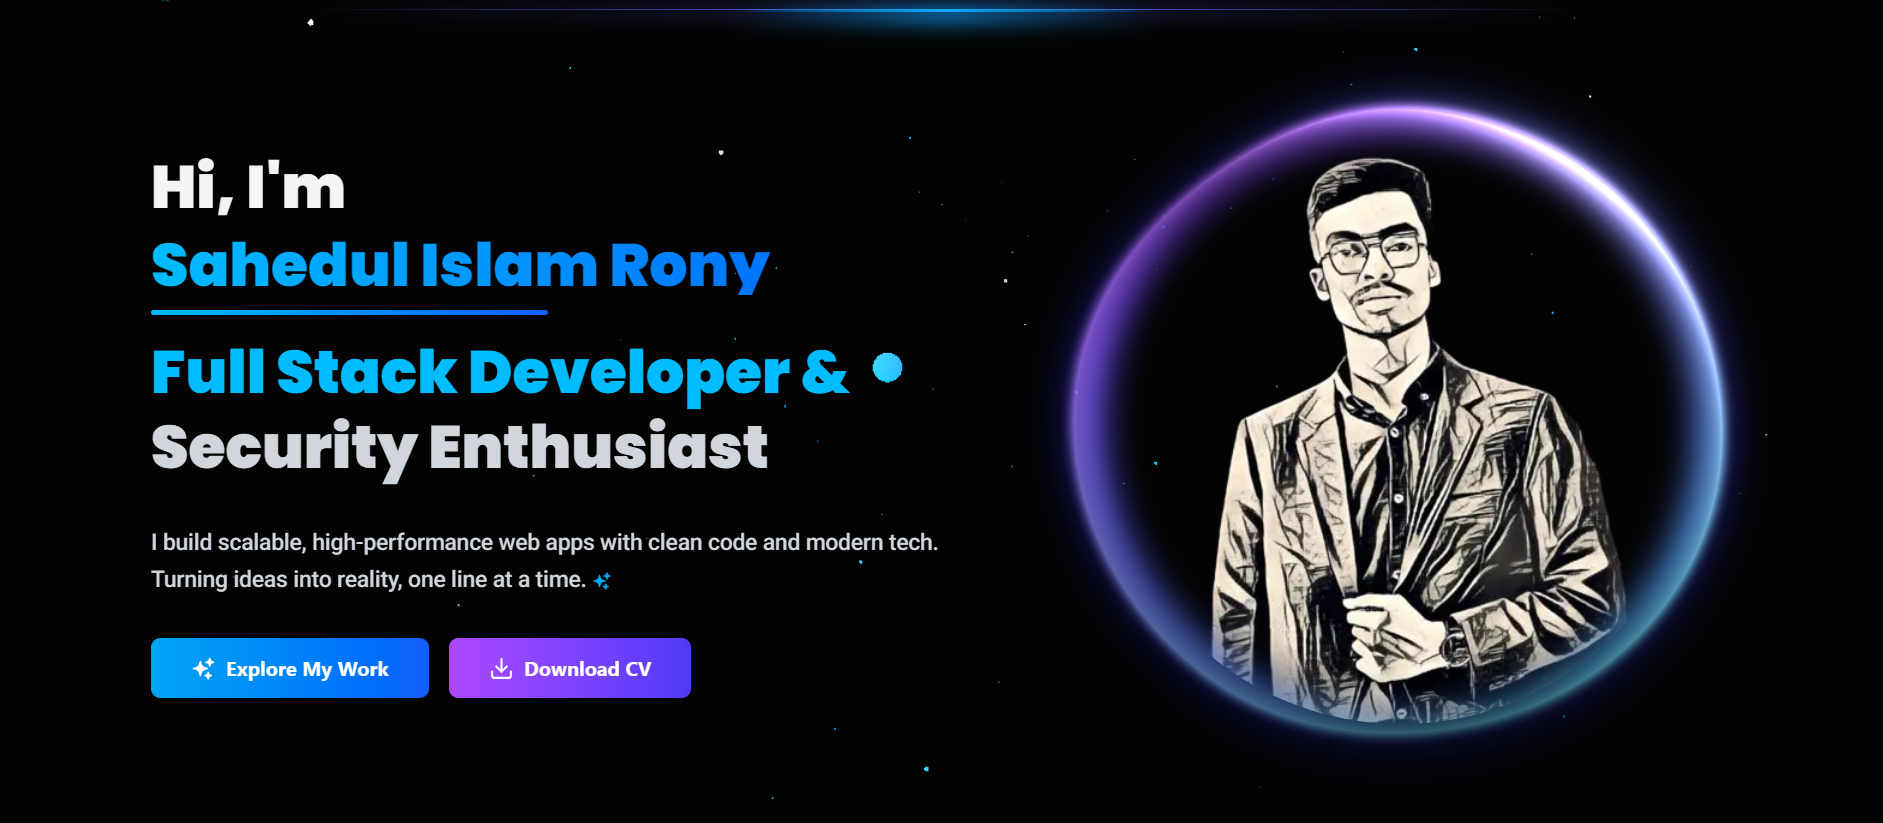 Hi, I'm
Sahedul Islam Rony
Full Stack Developer &
Security Enthusiast
I build scalable, high-performance web apps with clean code and modern tech.
Turning ideas into reality, one line at a time.
Explore My Work
Download CV